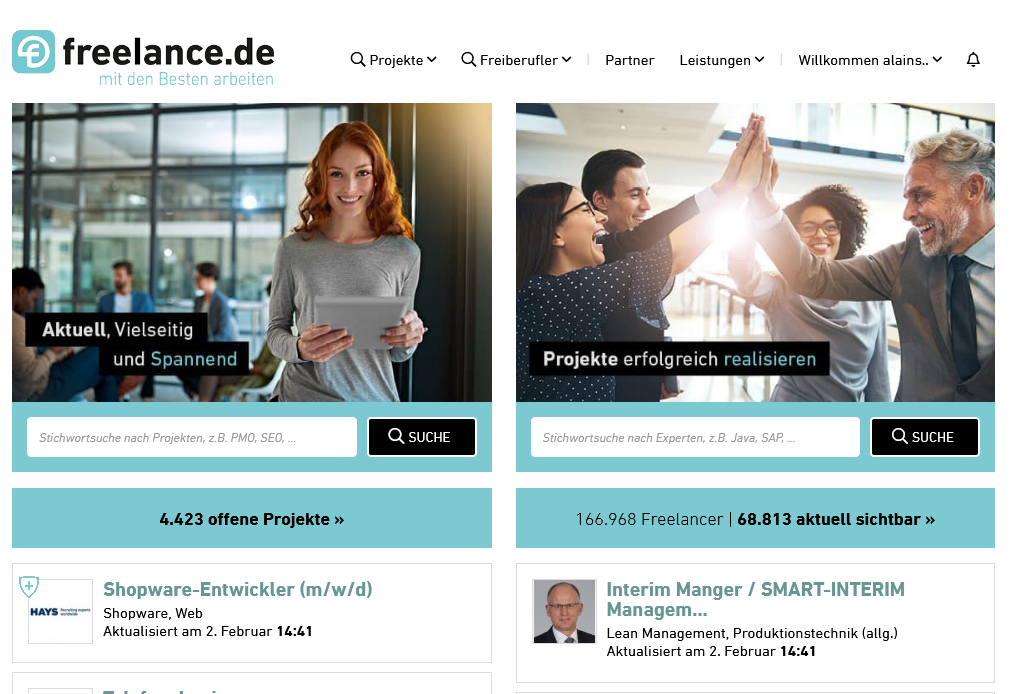 freelance.de
mit den Besten arbeiten
Projekte
Freiberufler
Partner
Leistungen
Willkommen alains..
Aktuell, Vielseitig
und Spannend
Stichwortsuche nach Projekten, z.B. PMO, SEO, ...
SUCHE
4.423 offene Projekte »
HAYS Recruiting experts worldwide
Shopware-Entwickler (m/w/d)
Shopware, Web
Aktualisiert am 2. Februar 14:41
Projekte erfolgreich realisieren
Stichwortsuche nach Experten, z.B. Java, SAP, ...
SUCHE
166.968 Freelancer | 68.813 aktuell sichtbar »
Interim Manger / SMART-INTERIM
Managem...
Lean Management, Produktionstechnik (allg.)
Aktualisiert am 2. Februar 14:41